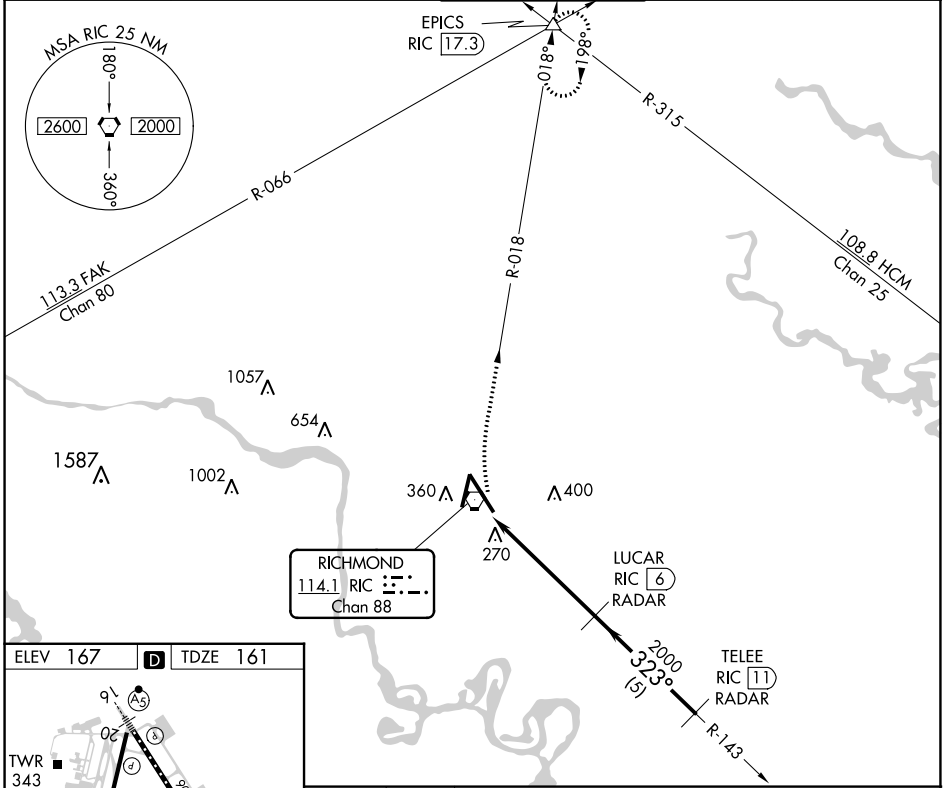 MSA RIC 25 NM
180°
2600
2000
360°
EPICS
RIC 17.3
018°
198°
R-315
R-066
R-018
113.3 FAK
Chan 80
108.8 HCM
Chan 25
1057
654
1587
1002
360
400
270
RICHMOND
114.1 RIC
Chan 88
LUCAR
RIC 6
RADAR
2000
323°
(5)
TELEE
RIC 11
RADAR
R-143
ELEV 167
D
TDZE 161
16
A5
20
P
P
TWR
343